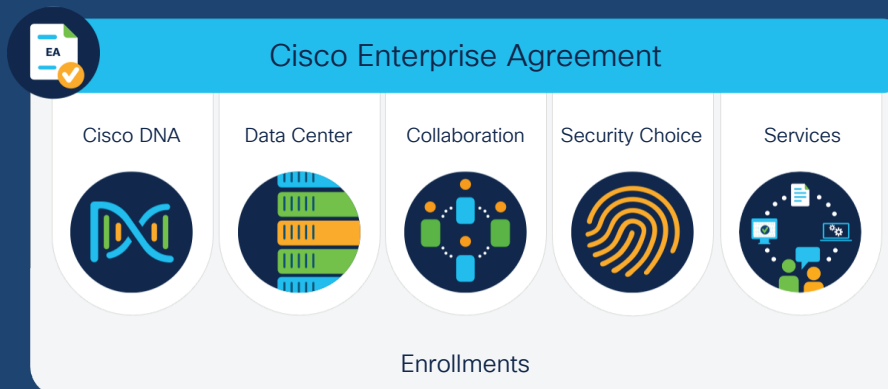 EA
Cisco Enterprise Agreement
Cisco DNA
Data Center
Collaboration
Security Choice
Services
Enrollments